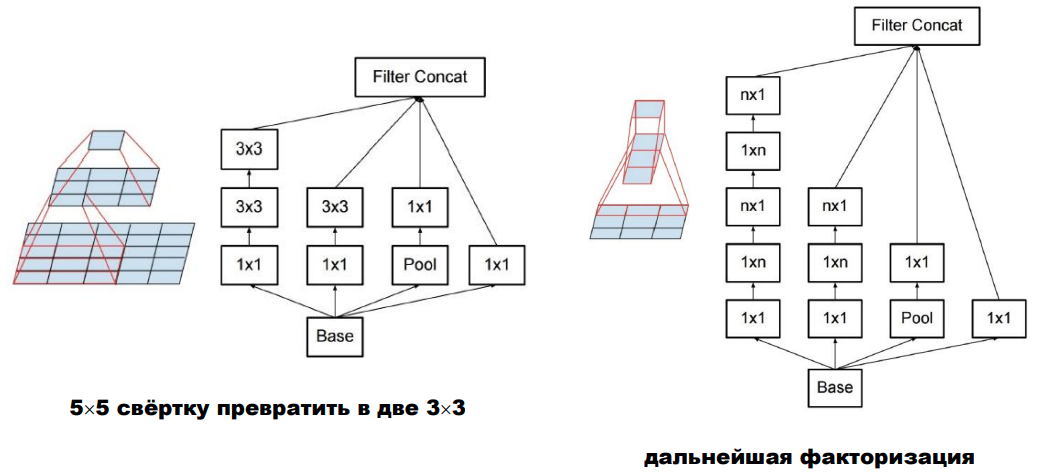 Filter Concat
3x3
3x3
3x3
1x1
1x1
1x1
Pool
1x1
Base
5×5 свёртку превратить в две 3×3
Filter Concat
nx1
1xn
nx1
nx1
1xn
1xn
1x1
1x1
1x1
Pool
1x1
Base
дальнейшая факторизация